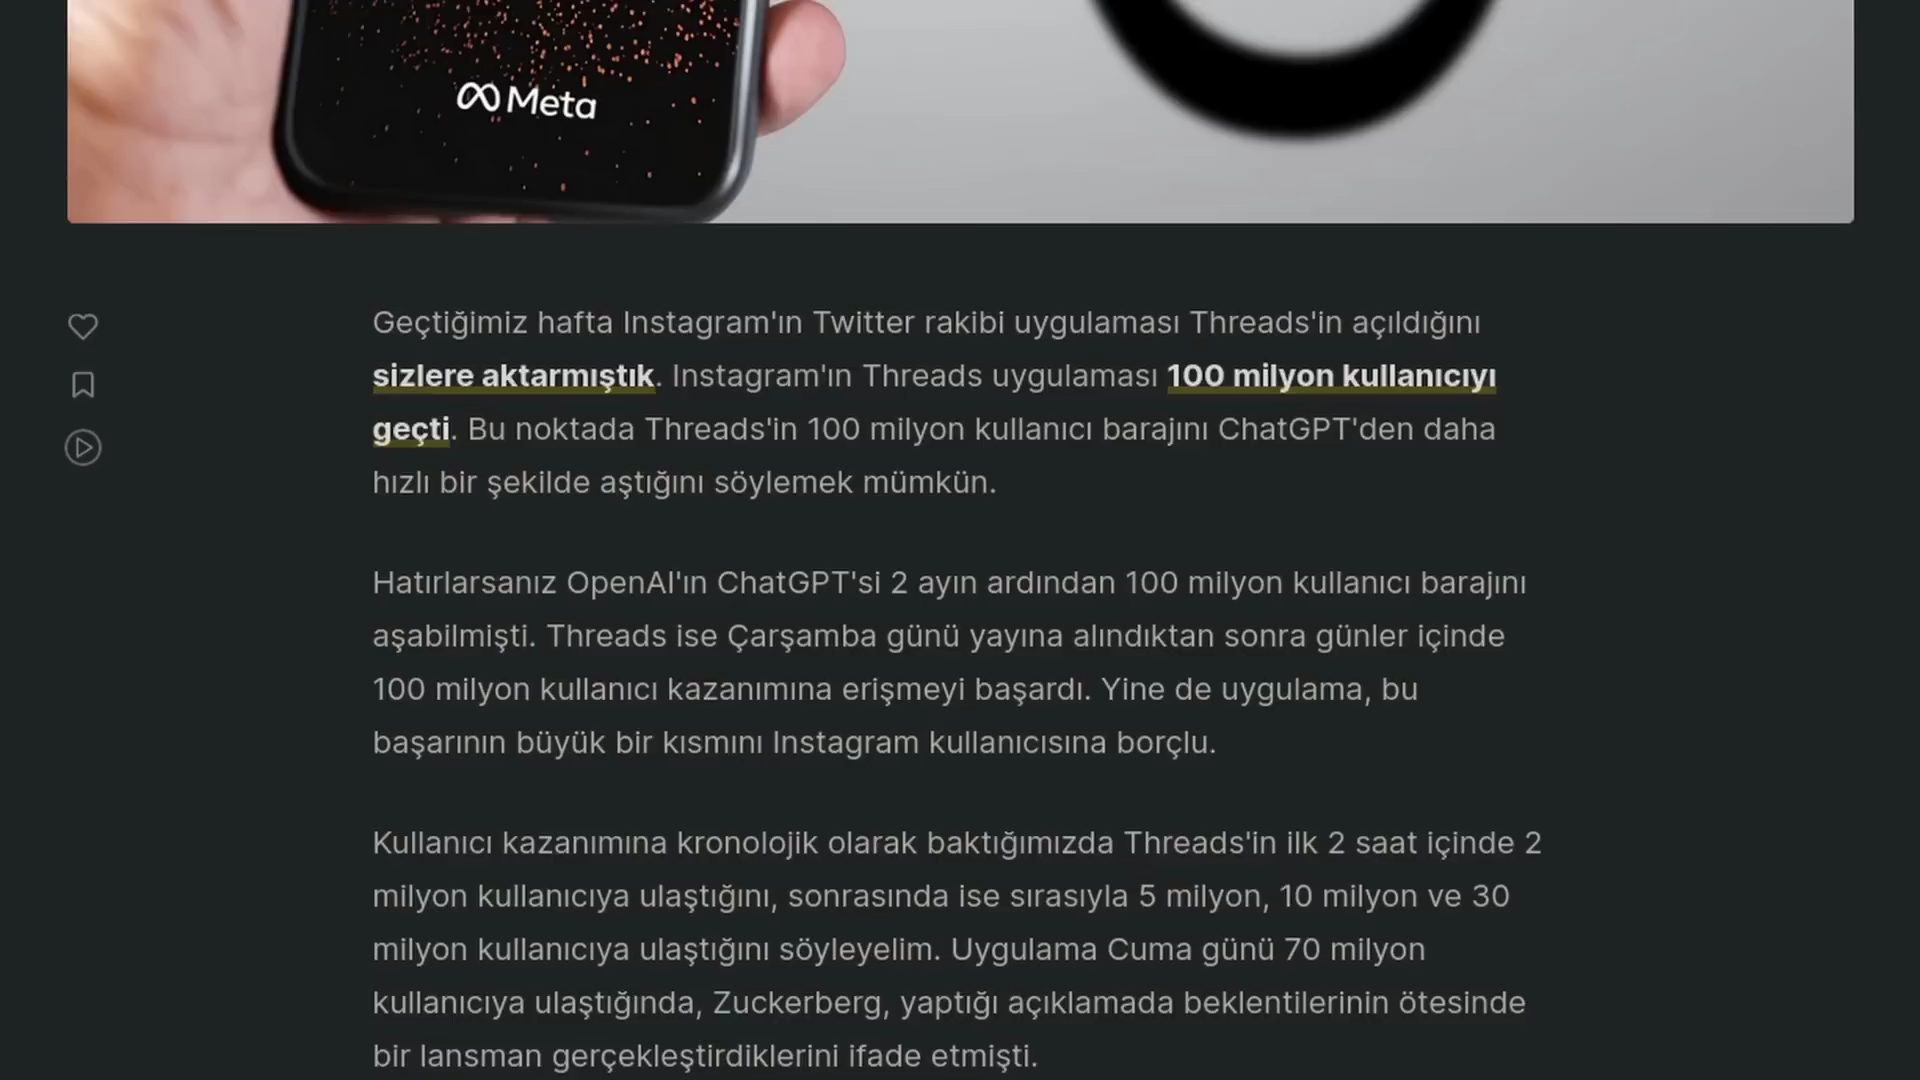 Meta
Geçtiğimiz hafta Instagram'ın Twitter rakibi uygulaması Threads'in açıldığını
sizlere aktarmıştık. Instagram'ın Threads uygulaması 100 milyon kullanıcıyı
geçti. Bu noktada Threads'in 100 milyon kullanıcı barajını ChatGPT'den daha
hızlı bir şekilde aştığını söylemek mümkün.
Hatırlarsanız OpenAI'ın ChatGPT'si 2 ayın ardından 100 milyon kullanıcı barajını
aşabilmişti. Threads ise Çarşamba günü yayına alındıktan sonra günler içinde
100 milyon kullanıcı kazanımına erişmeyi başardı. Yine de uygulama, bu
başarının büyük bir kısmını Instagram kullanıcısına borçlu.
Kullanıcı kazanımına kronolojik olarak baktığımızda Threads'in ilk 2 saat içinde 2
milyon kullanıcıya ulaştığını, sonrasında ise sırasıyla 5 milyon, 10 milyon ve 30
milyon kullanıcıya ulaştığını söyleyelim. Uygulama Cuma günü 70 milyon
kullanıcıya ulaştığında, Zuckerberg, yaptığı açıklamada beklentilerinin ötesinde
bir lansman gerçekleştirdiklerini ifade etmişti.